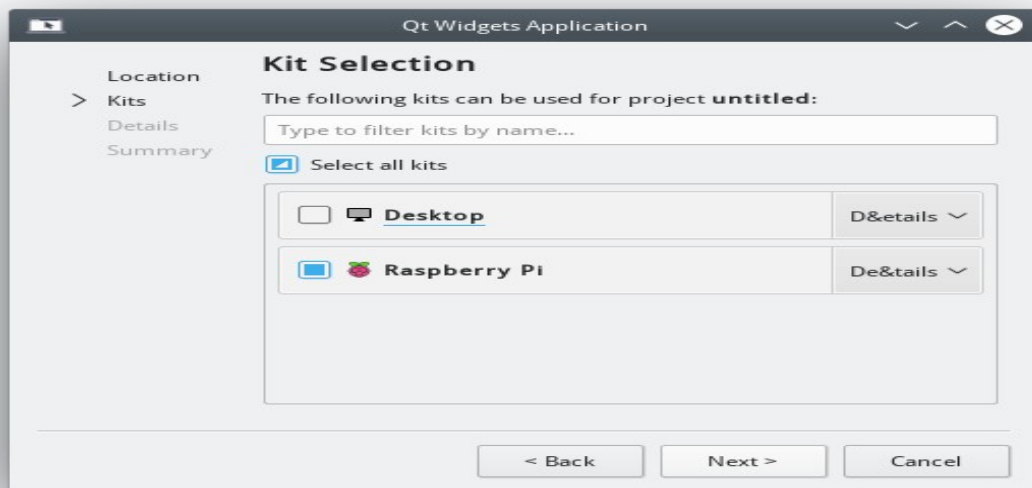 Qt Widgets Application
Location
> Kits
Details
Summary
Kit Selection
The following kits can be used for project untitled:
Type to filter kits by name...
Select all kits
Desktop
D&etails
Raspberry Pi
De&tails
< Back
Next >
Cancel